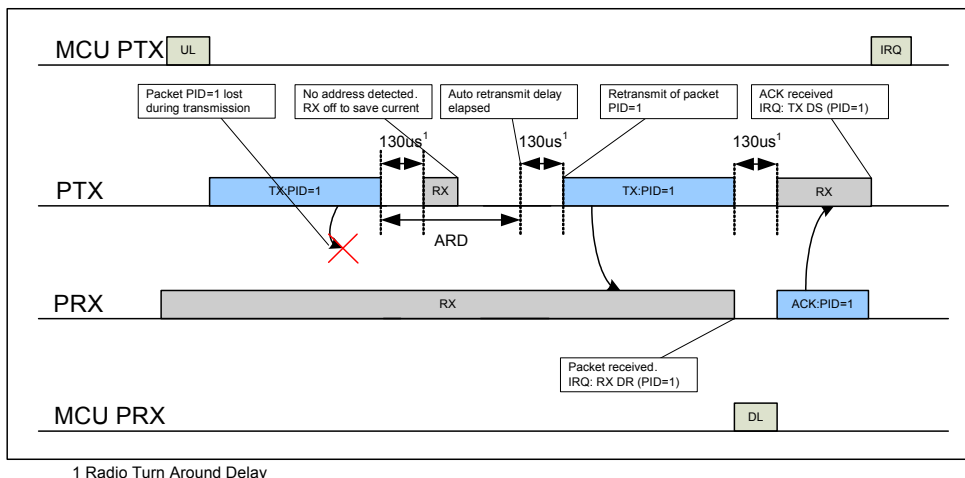 MCU PTX
UL
IRQ
Packet PID=1 lost
during transmission
No address detected.
RX off to save current
Auto retransmit delay
elapsed
Retransmit of packet
PID=1
ACK received
IRQ: TX DS (PID=1)
130us1
130us1
130us1
PTX
TX:PID=1
RX
TX:PID=1
RX
ARD
PRX
RX
ACK:PID=1
Packet received.
IRQ: RX DR (PID=1)
MCU PRX
DL
1 Radio Turn Around Delay